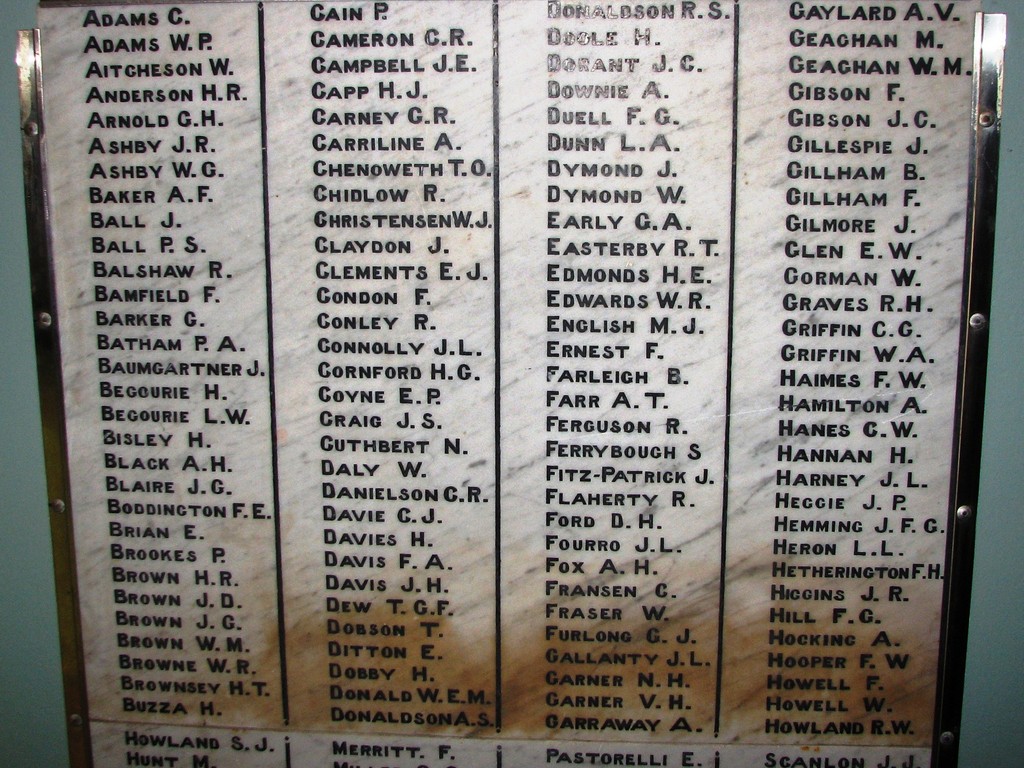 ADAMS C.
ADAMS W.P.
AITCHESON W.
ANDERSON H.R.
ARNOLD G.H.
ASHBY J.R.
ASHBY W.G.
BAKER A.F.
BALL J.
BALL P.S.
BALSHAW R.
BAMFIELD F.
BARKER G.
BATHAM P.A.
BAUMGARTNER J.
BEGOURIE H.
BEGOURIE L.W.
BISLEY H.
BLACK A.H.
BLAIRE J.G.
BODDINGTON F.E.
BRIAN E.
BROOKES P.
BROWN H.R.
BROWN J.D.
BROWN J.G.
BROWN W.M.
BROWNE W.R.
BROWNSEY H.T.
BUZZA H.
CAIN P.
CAMERON C.R.
CAMPBELL J.E.
CAPP H.J.
CARNEY C.R.
CARRILINE A.
CHENOWETH T.O.
CHIDLOW R.
CHRISTENSEN W.J.
CLAYDON J.
CLEMENTS E.J.
CONDON F.
CONLEY R.
CONNOLLY J.L.
CORNFORD H.G.
COYNE E.P.
CRAIG J.S.
CUTHBERT N.
DALY W.
DANIELSON C.R.
DAVIE C.J.
DAVIES H.
DAVIS F.A.
DAVIS J.H.
DEW T.G.F.
DOBSON T.
DITTON E.
DOBBY H.
DONALD W.E.M.
DONALDSON A.S.
DONALDSON R.S.
DOOLE H.
DORANT J.C.
DOWNIE A.
DUELL F.G.
DUNN L.A.
DYMOND J.
DYMOND W.
EARLY G.A.
EASTERBY R.T.
EDMONDS H.E.
EDWARDS W.R.
ENGLISH M.J.
ERNEST F.
FARLEIGH B.
FARR A.T.
FERGUSON R.
FERRYBOUGH S
FITZ-PATRICK J.
FLAHERTY R.
FORD D.H.
FOURRO J.L.
FOX A.H.
FRANSEN C.
FRASER W.
FURLONG G.J.
GALLANTY J.L.
GARNER N.H.
GARNER V.H.
GARRAWAY A.
GAYLARD A.V.
GEAGHAN M.
GEAGHAN W.M.
GIBSON F.
GIBSON J.C.
GILLESPIE J.
GILLHAM B.
GILLHAM F.
GILMORE J.
GLEN E.W.
GORMAN W.
GRAVES R.H.
GRIFFIN C.G.
GRIFFIN W.A.
HAIMES F.W.
HAMILTON A.
HANES C.W.
HANNAN H.
HARNEY J.L.
HEGGIE J.P.
HEMMING J.F.G.
HERON L.L.
HETHERINGTON F.H.
HIGGINS J.R.
HILL F.G.
HOCKING A.
HOOPER F.W
HOWELL F.
HOWELL W.
HOWLAND R.W.
HOWLAND S.J.
HUNT M.
MERRITT. F.
PASTORELLI E.
SCANLON J.J.